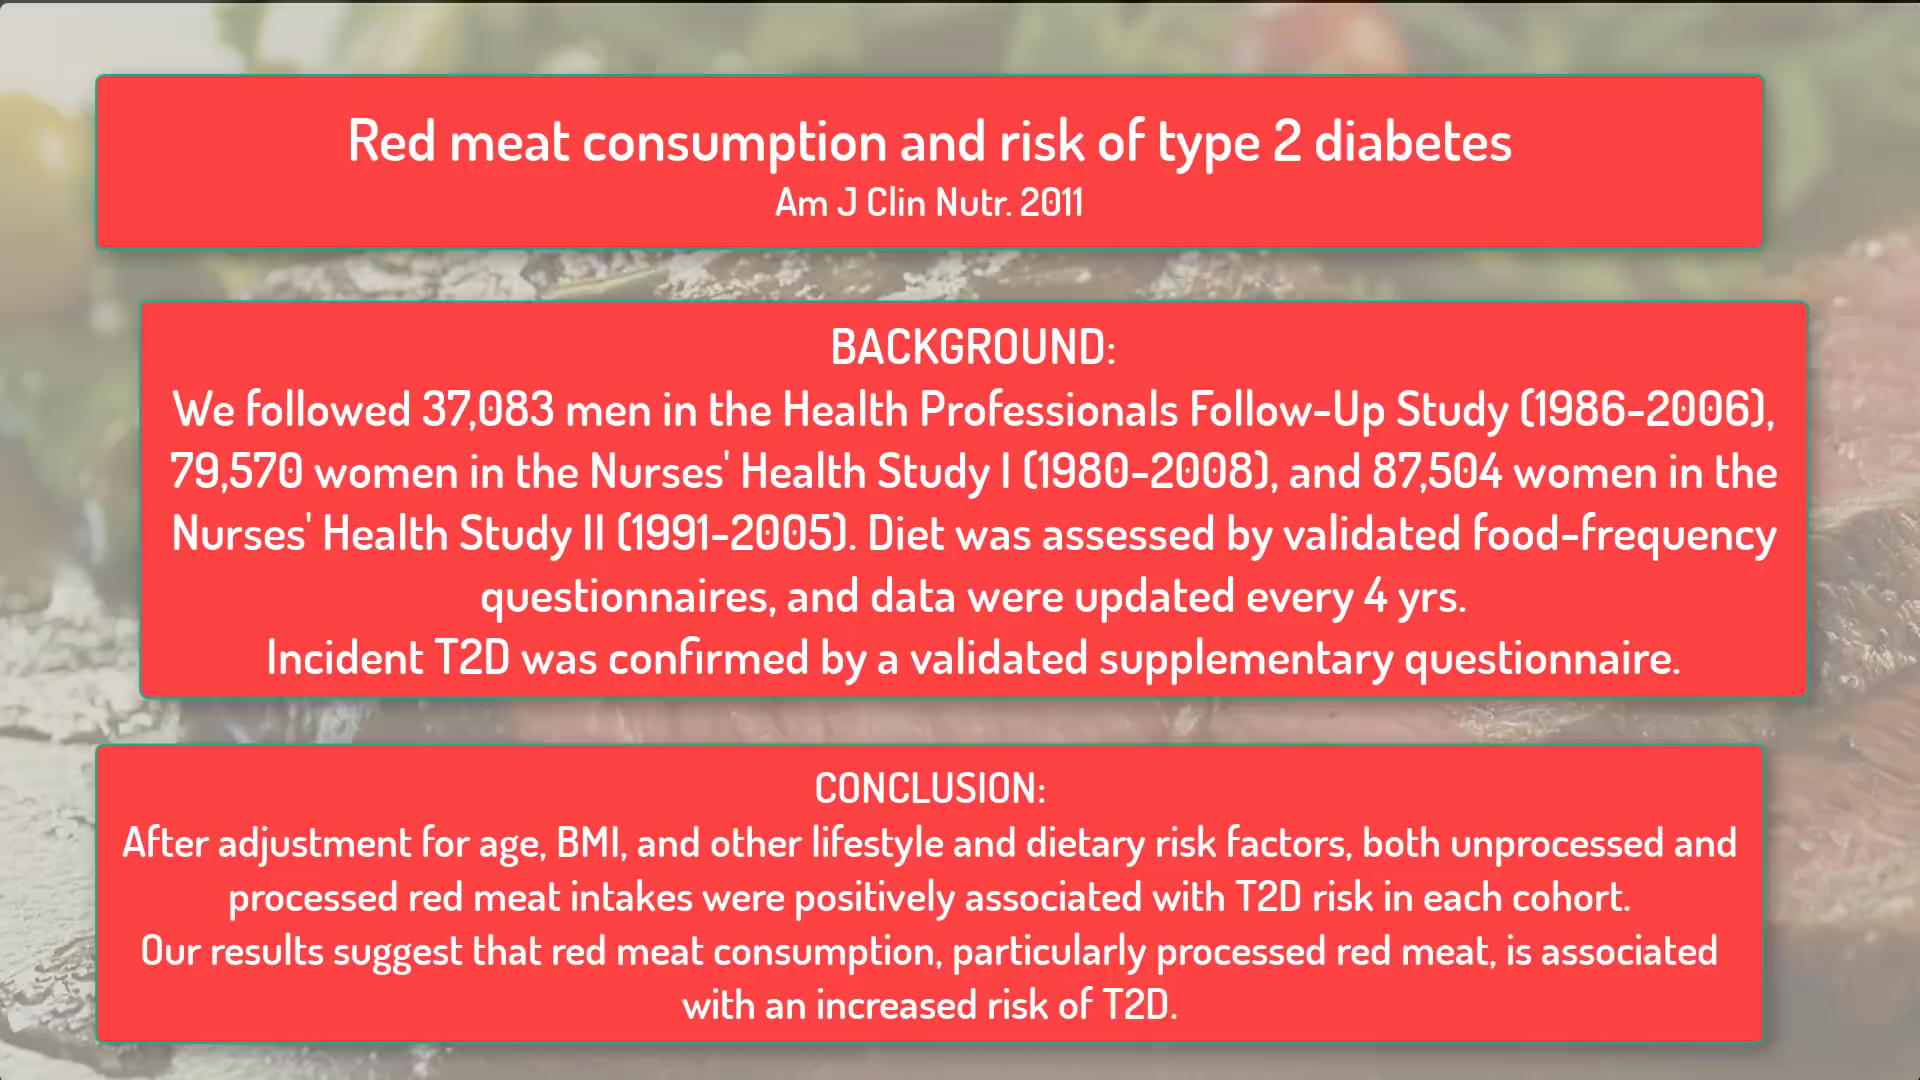 Red meat consumption and risk of type 2 diabetes
Am J Clin Nutr. 2011
BACKGROUND:
We followed 37,083 men in the Health Professionals Follow-Up Study (1986-2006),
79,570 women in the Nurses' Health Study I (1980-2008), and 87,504 women in the
Nurses' Health Study II (1991-2005). Diet was assessed by validated food-frequency
questionnaires, and data were updated every 4 yrs.
Incident T2D was confirmed by a validated supplementary questionnaire.
CONCLUSION:
After adjustment for age, BMI, and other lifestyle and dietary risk factors, both unprocessed and
processed red meat intakes were positively associated with T2D risk in each cohort.
Our results suggest that red meat consumption, particularly processed red meat, is associated
with an increased risk of T2D.